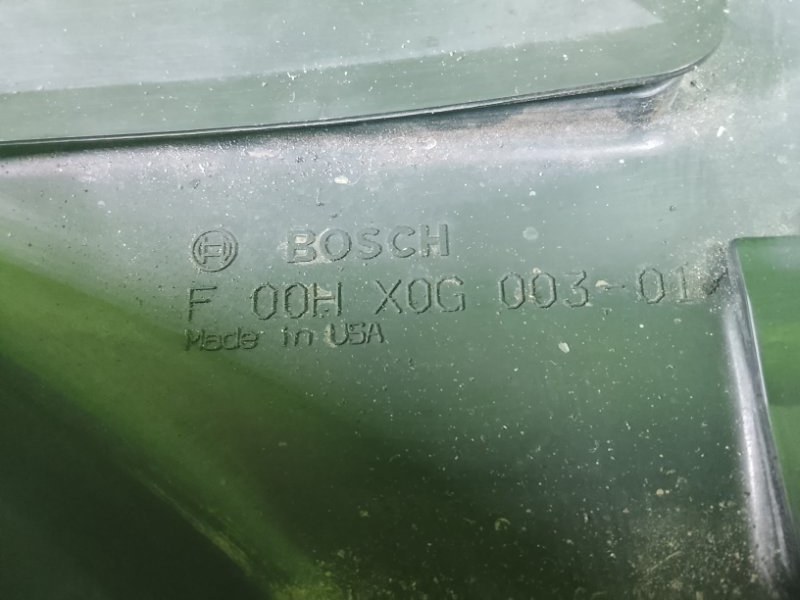 BOSCH
F 00H X0G 003-01
Made in USA